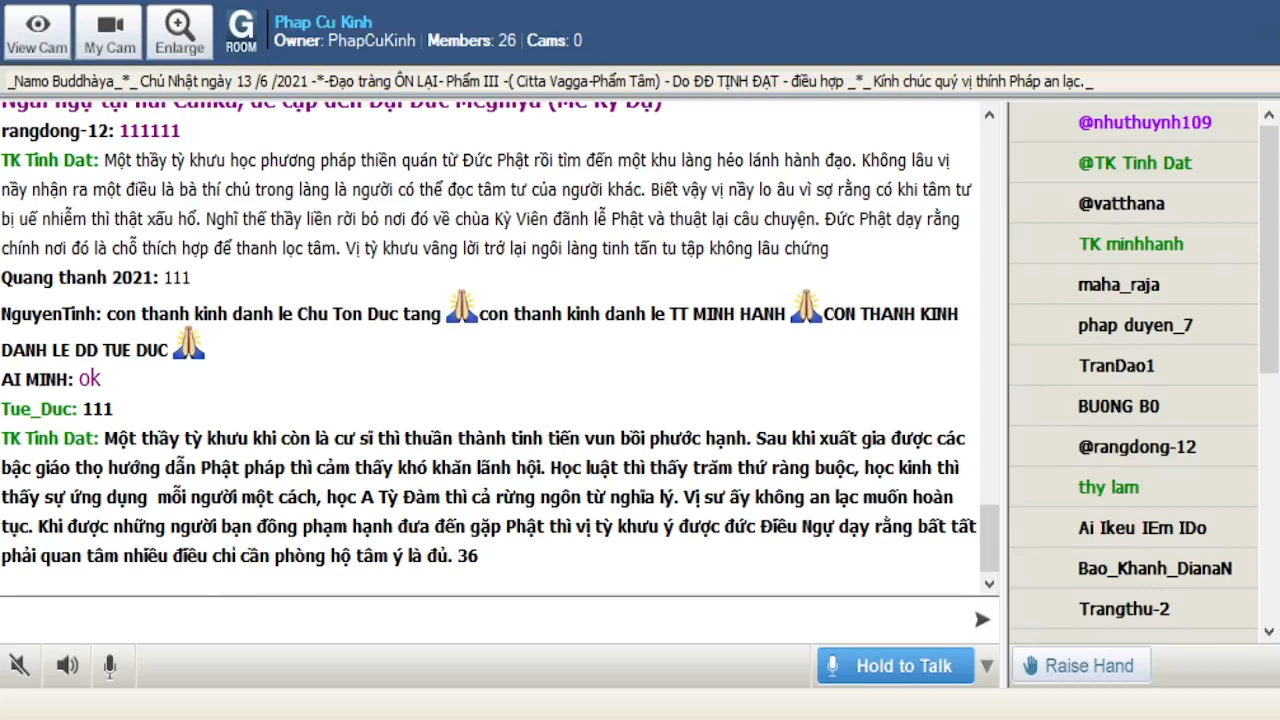 View Cam
My Cam
Enlarge
G
ROOM
Phap Cu Kinh
Owner: PhapCuKinh | Members: 26 | Cams: 0
_Namo Buddhàya_*_ Chủ Nhật ngày 13 /6 /2021 -*-Đạo tràng ÔN LẠI- Phẩm III -( Citta Vagga-Phẩm Tâm) - Do ĐĐ TỊNH ĐẠT - điều hợp _*_ Kính chúc quý vị thính Pháp an lạc._
rangdong-12: 111111
TK Tinh Dat: Một thầy tỳ khưu học phương pháp thiền quán từ Đức Phật rồi tìm đến một khu làng hẻo lánh hành đạo. Không lâu vị
nầy nhận ra một điều là bà thí chủ trong làng là người có thể đọc tâm tư của người khác. Biết vậy vị nầy lo âu vì sợ rằng có khi tâm tư
bị uế nhiễm thì thật xấu hổ. Nghĩ thế thầy liền rời bỏ nơi đó về chùa Kỳ Viên đãnh lễ Phật và thuật lại câu chuyện. Đức Phật dạy rằng
chính nơi đó là chỗ thích hợp để thanh lọc tâm. Vị tỳ khưu vâng lời trở lại ngôi làng tinh tấn tu tập không lâu chứng
Quang thanh 2021: 111
NguyenTinh: con thanh kinh danh le Chu Ton Duc tang 🙏con thanh kinh danh le TT MINH HANH 🙏CON THANH KINH
DANH LE DD TUE DUC 🙏
AI MINH: ok
Tue_Duc: 111
TK Tinh Dat: Một thầy tỳ khưu khi còn là cư sĩ thì thuần thành tinh tiến vun bồi phước hạnh. Sau khi xuất gia được các
bậc giáo thọ hướng dẫn Phật pháp thì cảm thấy khó khăn lãnh hội. Học luật thì thấy trăm thứ ràng buộc, học kinh thì
thấy sự ứng dụng  mỗi người một cách, học A Tỳ Đàm thì cả rừng ngôn từ nghĩa lý. Vị sư ấy không an lạc muốn hoàn
tục. Khi được những người bạn đồng phạm hạnh đưa đến gặp Phật thì vị tỳ khưu ý được đức Điều Ngự dạy rằng bất tất
phải quan tâm nhiều điều chỉ cần phòng hộ tâm ý là đủ. 36
@nhuthuynh109
@TK Tinh Dat
@vatthana
TK minhhanh
maha_raja
phap duyen_7
TranDao1
BU0NG B0
@rangdong-12
thy lam
Ai Ikeu IEm IDo
Bao_Khanh_DianaN
Trangthu-2
Hold to Talk
Raise Hand